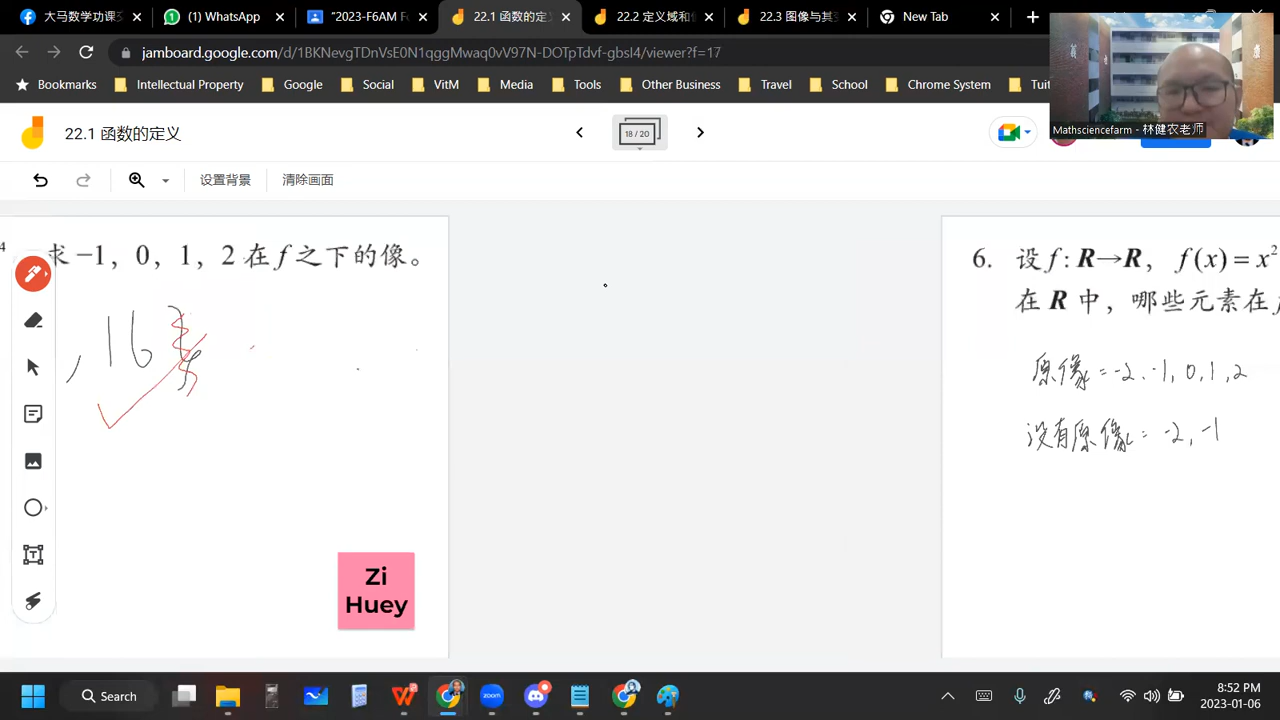 大马数学功课
(1) WhatsApp
"2023-F6AM F
22.1 函数的定
22.2 定义域和
22.3 图像与其
New Tab
jamboard.google.com/d/
/viewer?f=17
Bookmarks
Intellectual Property
Google
Social
VitM
Media
Tools
Other Business
Travel
School
Chrome System
Mathsciencefarm - 林健农老师
22.1 函数的定义
18 / 20
设置背景
清除画面
4
求 −1, 0, 1, 2 在 f 之下的像。
, 16
Zi
Huey
6. 设 f: R→R, f(x) = x²
在 R 中, 哪些元素在
原像 = -2, -1, 0, 1, 2
没有原像 = -2, -1
Search
zoom
8:52 PM
2023-01-06